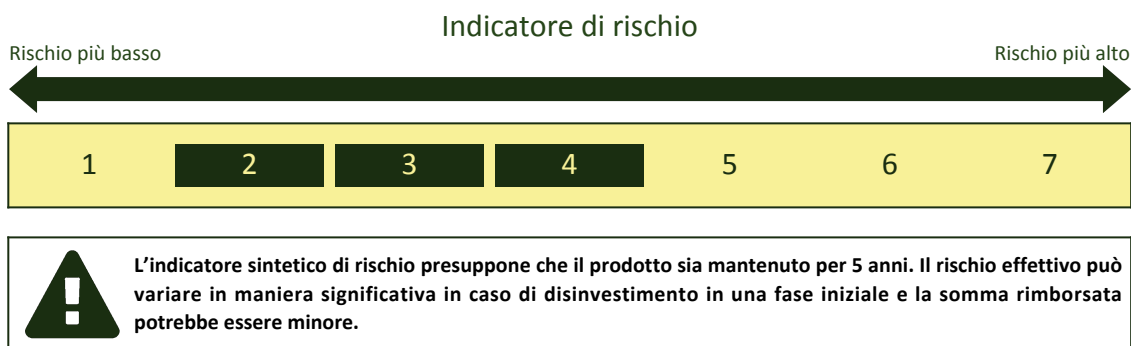 Indicatore di rischio
Rischio più basso
Rischio più alto
1 2 3 4 5 6 7
L’indicatore sintetico di rischio presuppone che il prodotto sia mantenuto per 5 anni. Il rischio effettivo può
variare in maniera significativa in caso di disinvestimento in una fase iniziale e la somma rimborsata
potrebbe essere minore.